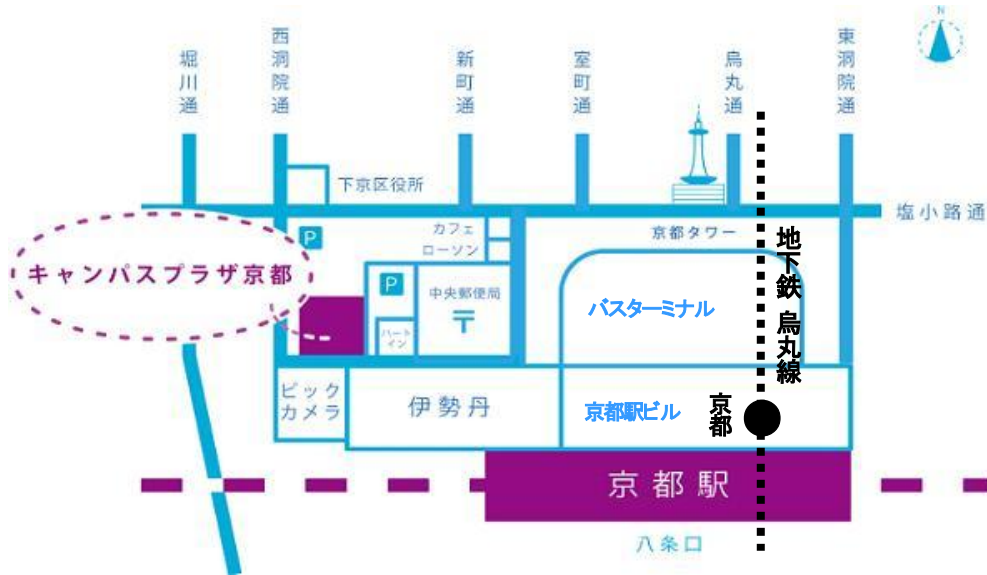 N
堀川通
西洞院通
新町通
室町通
烏丸通
東洞院通
下京区役所
塩小路通
P
カフェ
ローソン
京都タワー
地下鉄 烏丸線
キャンパスプラザ京都
P
中央郵便局
〒
バスターミナル
ハート
イン
ビック
カメラ
伊勢丹
京都駅ビル
京都
京都駅
八条口